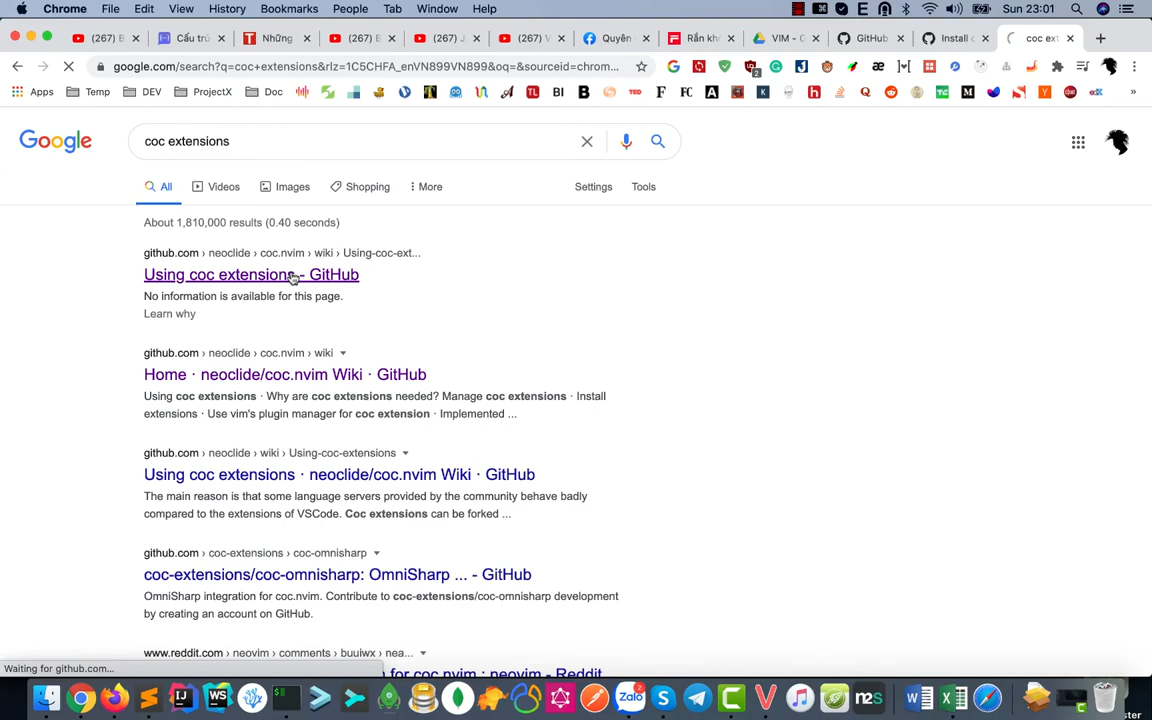 Chrome File Edit View History Bookmarks People Tab Window Help Sun 23:01
(267) E (267) J (267) V
Cấu trú
Những
(267) E
(267) J
(267) V
Quyên
Rắn khổ
VIM - G
GitHub
Install c
coc ext
google.com/search?q=coc+extensions&rlz=1C5CHFA_enVN899VN899&oq=&sourceid=chrom...
Apps Temp DEV ProjectX Doc
Google
coc extensions
All Videos Images Shopping More Settings Tools
About 1,810,000 results (0.40 seconds)
github.com › neoclide › coc.nvim › wiki › Using-coc-ext...
Using coc extensions - GitHub
No information is available for this page.
Learn why
github.com › neoclide › coc.nvim › wiki
Home · neoclide/coc.nvim Wiki · GitHub
Using coc extensions · Why are coc extensions needed? Manage coc extensions · Install
extensions · Use vim's plugin manager for coc extension · Implemented ...
github.com › neoclide › wiki › Using-coc-extensions
Using coc extensions · neoclide/coc.nvim Wiki · GitHub
The main reason is that some language servers provided by the community behave badly
compared to the extensions of VSCode. Coc extensions can be forked ...
github.com › coc-extensions › coc-omnisharp
coc-extensions/coc-omnisharp: OmniSharp ... - GitHub
OmniSharp integration for coc.nvim. Contribute to coc-extensions/coc-omnisharp development
by creating an account on GitHub.
www.reddit.com › neovim › comments › buuiwx › nea...
for coc nvim : neovim - Reddit
Waiting for github.com...